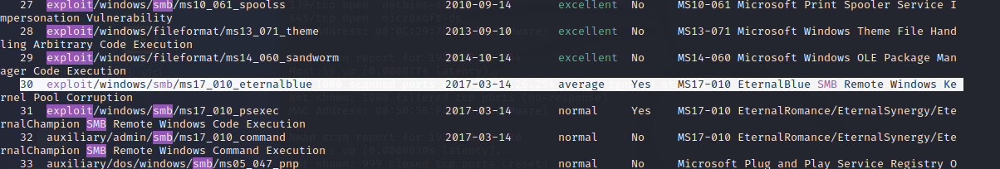 27 exploit/windows/smb/ms10_061_spoolss 2010-09-14 excellent No MS10-061 Microsoft Print Spooler Service I
mpersonation Vulnerability
28 exploit/windows/fileformat/ms13_071_theme 2013-09-10 excellent No MS13-071 Microsoft Windows Theme File Hand
ling Arbitrary Code Execution
29 exploit/windows/fileformat/ms14_060_sandworm 2014-10-14 excellent No MS14-060 Microsoft Windows OLE Package Man
ager Code Execution
30 exploit/windows/smb/ms17_010_eternalblue 2017-03-14 average Yes MS17-010 EternalBlue SMB Remote Windows Ke
rnel Pool Corruption
31 exploit/windows/smb/ms17_010_psexec 2017-03-14 normal Yes MS17-010 EternalRomance/EternalSynergy/Ete
rnalChampion SMB Remote Windows Code Execution
32 auxiliary/admin/smb/ms17_010_command 2017-03-14 normal No MS17-010 EternalRomance/EternalSynergy/Ete
rnalChampion SMB Remote Windows Command Execution
33 auxiliary/dos/windows/smb/ms05_047_pnp normal No Microsoft Plug and Play Service Registry O